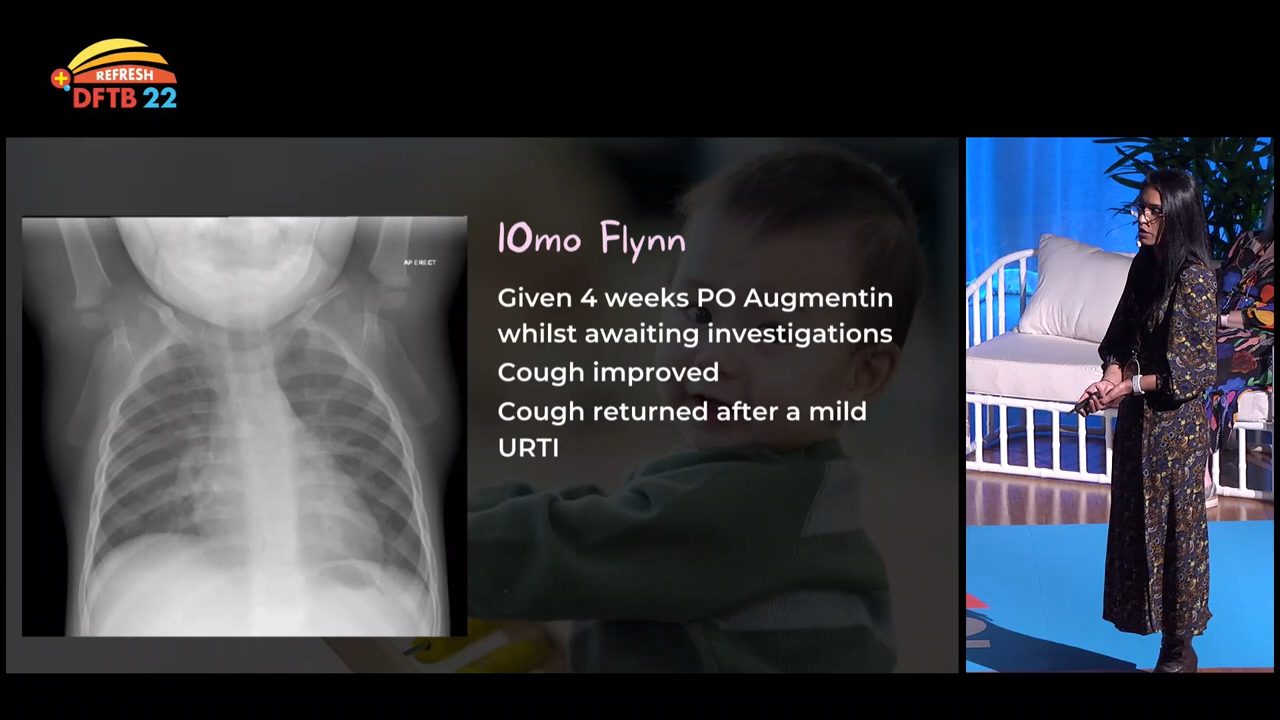 REFRESH
DFTB 22
AP ERECT
10mo Flynn
Given 4 weeks PO Augmentin
whilst awaiting investigations
Cough improved
Cough returned after a mild
URTI